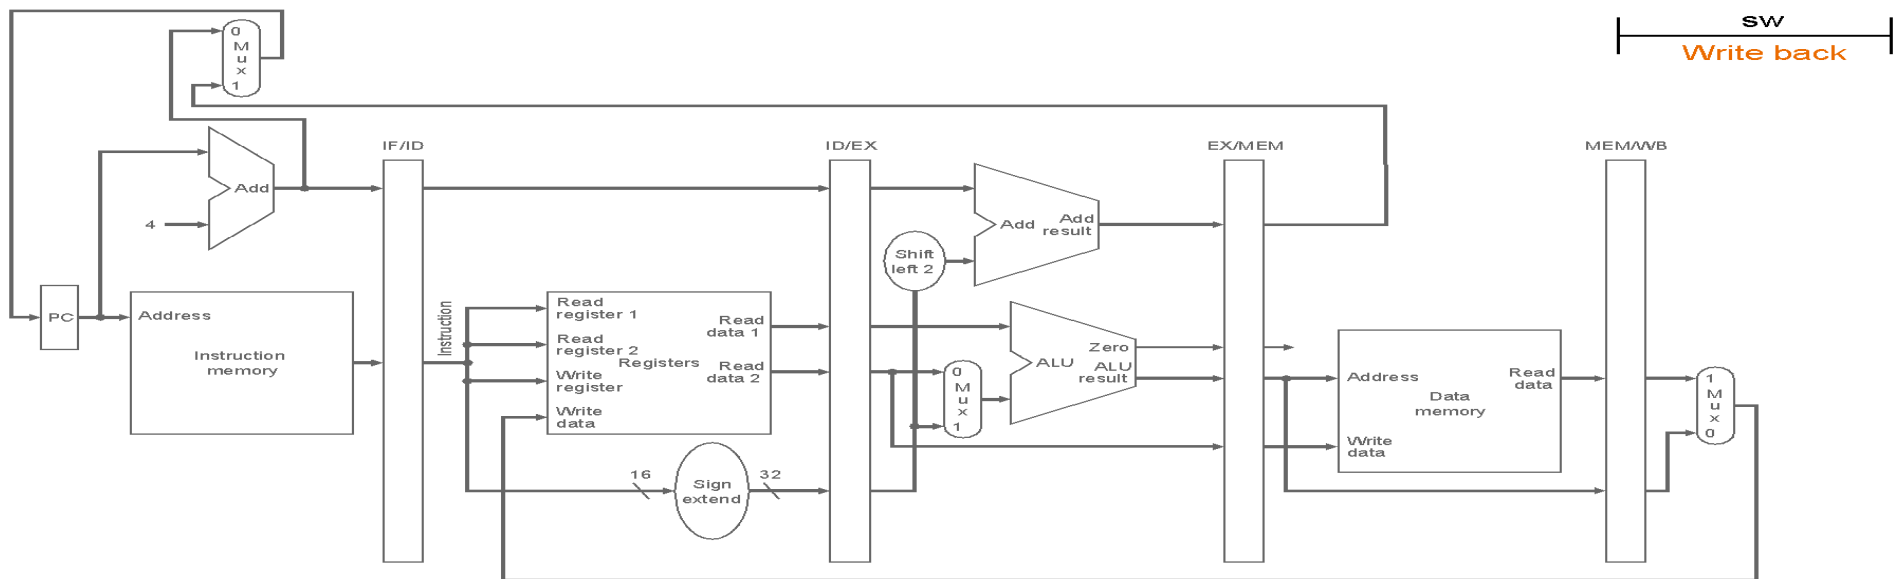 sw
Write back
0
M
u
x
1
IF/ID
ID/EX
EX/MEM
MEM/WB
Add
4
Add
Add
result
Shift
left 2
PC
Address
Instruction
memory
Instruction
Read
register 1
Read
register 2
Write
register
Write
data
Registers
Read
data 1
Read
data 2
0
M
u
x
1
Zero
ALU
ALU
result
Address
Write
data
Data
memory
Read
data
1
M
u
x
0
16
Sign
extend
32